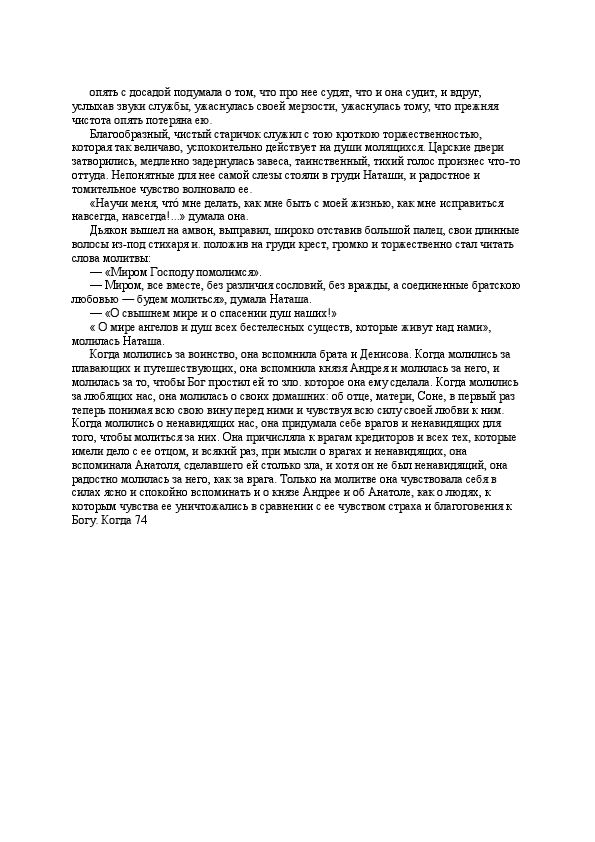 опять с досадой подумала о том, что про нее судят, что и она судит, и вдруг,
услыхав звуки службы, ужаснулась своей мерзости, ужаснулась тому, что прежняя
чистота опять потеряна ею.
Благообразный, чистый старичок служил с тою кроткою торжественностью,
которая так величаво, успокоительно действует на души молящихся. Царские двери
затворились, медленно задернулась завеса, таинственный, тихий голос произнес что-то
оттуда. Непонятные для нее самой слезы стояли в груди Наташи, и радостное и
томительное чувство волновало ее.
«Научи меня, что́ мне делать, как мне быть с моей жизнью, как мне исправиться
навсегда, навсегда!...» думала она.
Дьякон вышел на амвон, выправил, широко отставив большой палец, свои длинные
волосы из-под стихаря и. положив на груди крест, громко и торжественно стал читать
слова молитвы:
— «Миром Господу помолимся».
— Миром, все вместе, без различия сословий, без вражды, а соединенные братскою
любовью — будем молиться», думала Наташа.
— «О свышнем мире и о спасении душ наших!»
« О мире ангелов и душ всех бестелесных существ, которые живут над нами»,
молилась Наташа.
Когда молились за воинство, она вспомнила брата и Денисова. Когда молились за
плавающих и путешествующих, она вспомнила князя Андрея и молилась за него, и
молилась за то, чтобы Бог простил ей то зло. которое она ему сделала. Когда молились
за любящих нас, она молилась о своих домашних: об отце, матери, Соне, в первый раз
теперь понимая всю свою вину перед ними и чувствуя всю силу своей любви к ним.
Когда молились о ненавидящих нас, она придумала себе врагов и ненавидящих для
того, чтобы молиться за них. Она причисляла к врагам кредиторов и всех тех, которые
имели дело с ее отцом, и всякий раз, при мысли о врагах и ненавидящих, она
вспоминала Анатоля, сделавшего ей столько зла, и хотя он не был ненавидящий, она
радостно молилась за него, как за врага. Только на молитве она чувствовала себя в
силах ясно и спокойно вспоминать и о князе Андрее и об Анатоле, как о людях, к
которым чувства ее уничтожались в сравнении с ее чувством страха и благоговения к
Богу. Когда 74